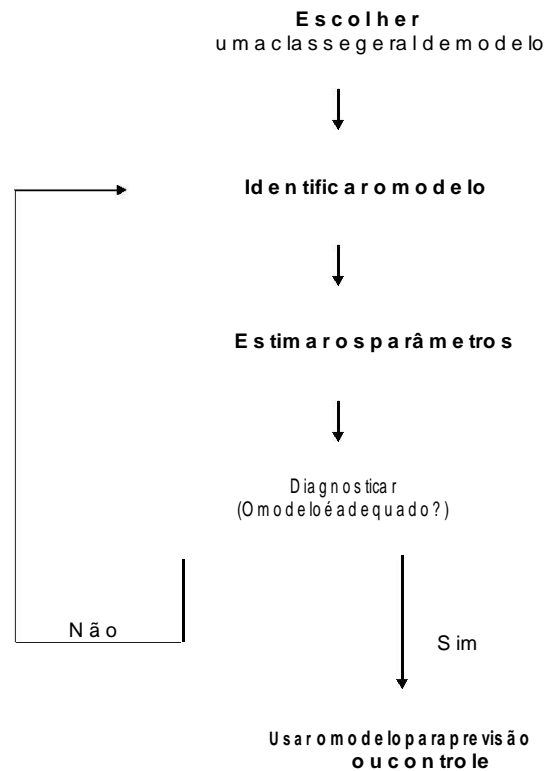 Escolher
uma classe geral de modelo
Identificar o modelo
Estimar os parâmetros
Diagnosticar
(O modelo é adequado?)
Não
Sim
Usar o modelo para previsão
ou controle